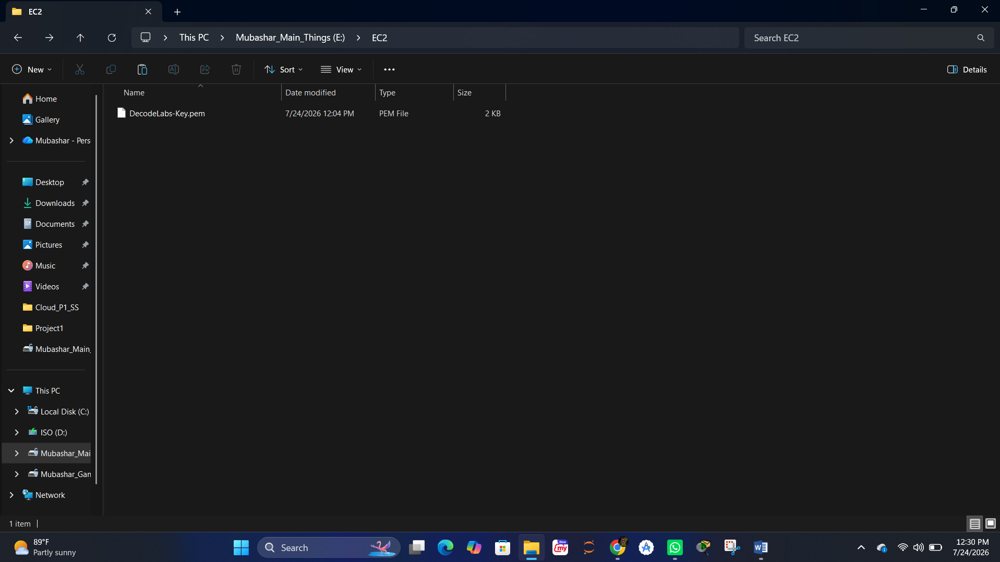 EC2
This PC
Mubashar_Main_Things (E:)
EC2
Search EC2
New
Sort
View
Details
Name
Date modified
Type
Size
DecodeLabs-Key.pem
7/24/2026 12:04 PM
PEM File
2 KB
Home
Gallery
Mubashar - Pers
Desktop
Downloads
Documents
Pictures
Music
Videos
Cloud_P1_SS
Project1
Mubashar_Main_
This PC
Local Disk (C:)
ISO (D:)
Mubashar_Mai
Mubashar_Gam
Network
1 item
89°F
Partly sunny
Search
New
my
W
12:30 PM
7/24/2026